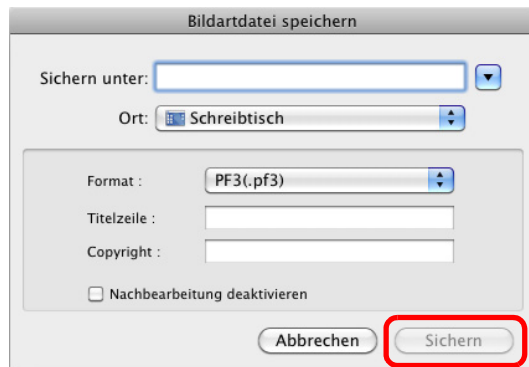 Bildartdatei speichern
Sichern unter:
Ort: Schreibtisch
Format : PF3(.pf3)
Titelzeile :
Copyright :
Nachbearbeitung deaktivieren
Abbrechen Sichern